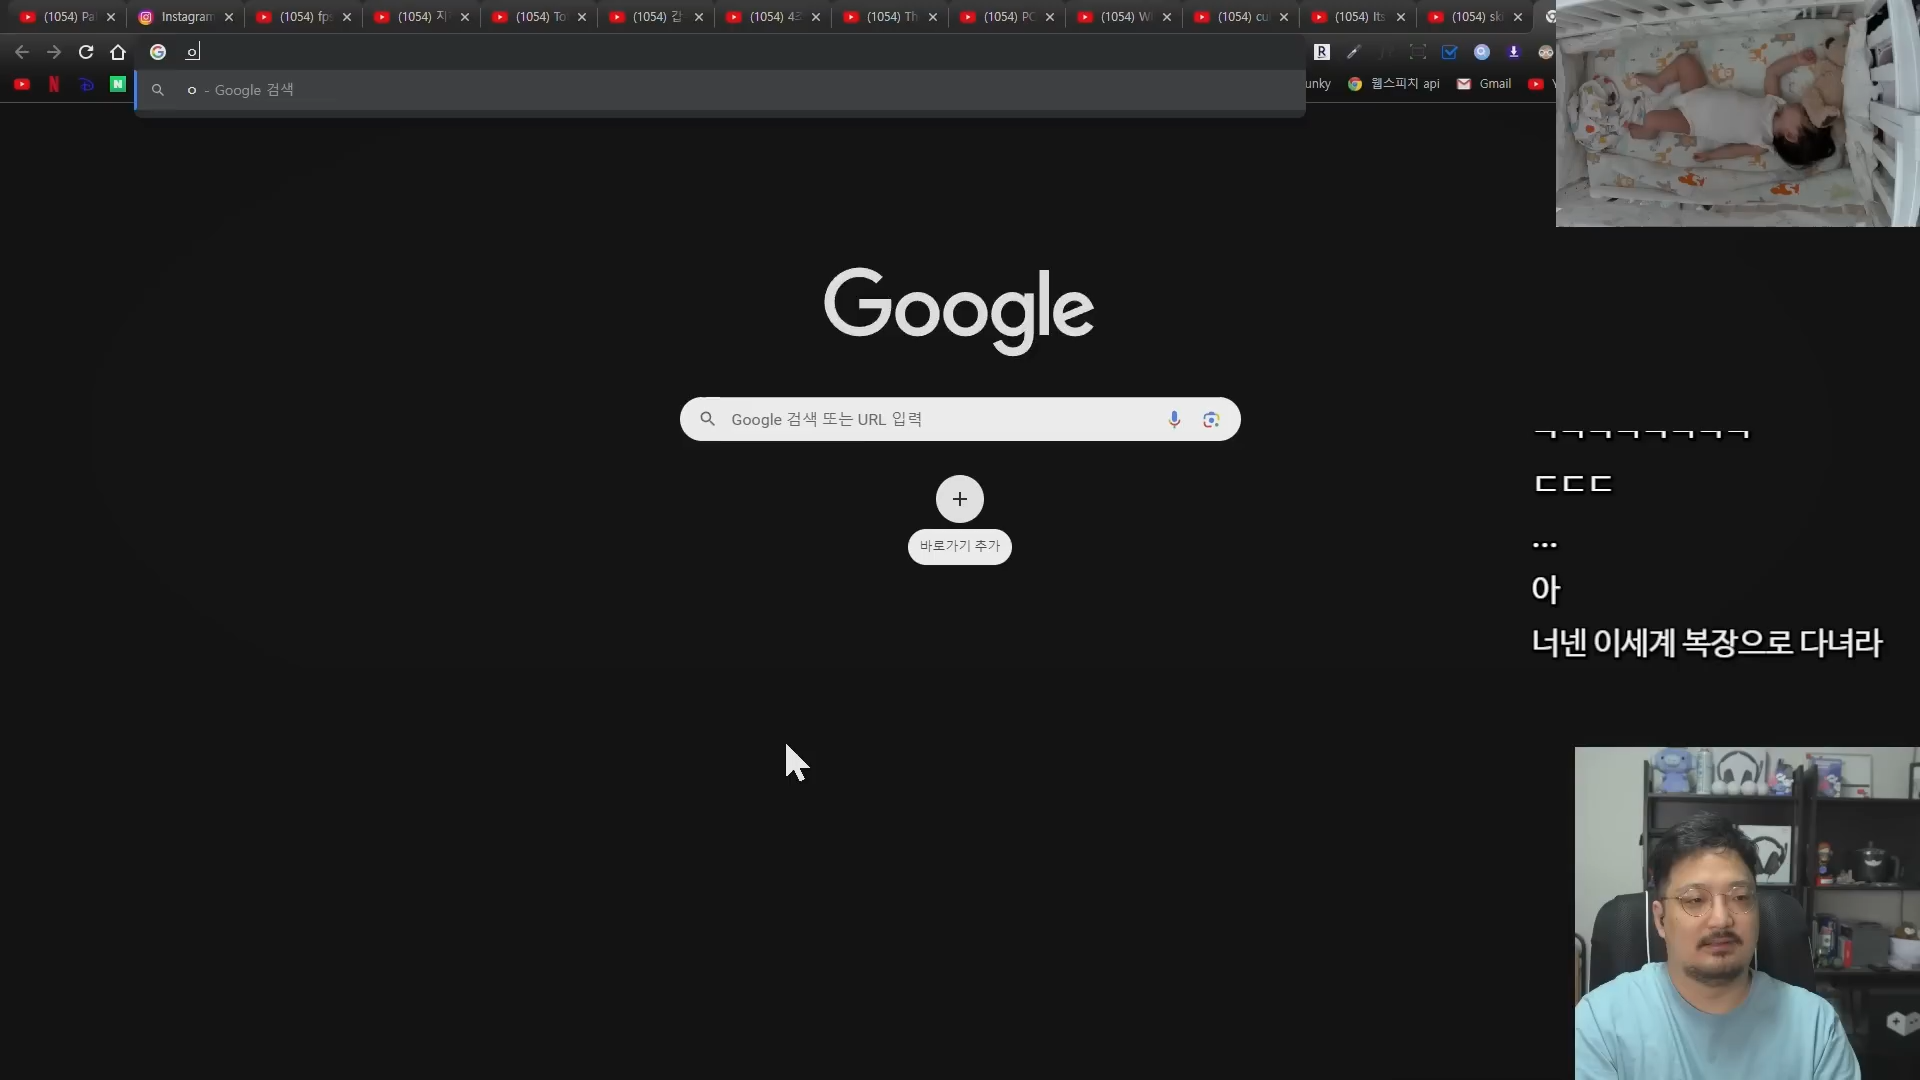 (1054) Pa
Instagram
(1054) fp
(1054) 지
(1054) To
(1054) 갑
(1054) 4
(1054) Th
(1054) PC
(1054) W
(1054) cu
(1054) Its
(1054) sk
ㅇ
ㅇ - Google 검색
unky
웹스피치 api
Gmail
Google
Google 검색 또는 URL 입력
바로가기 추가
ㄷㄷㄷ
...
아
너넨 이세계 복장으로 다녀라